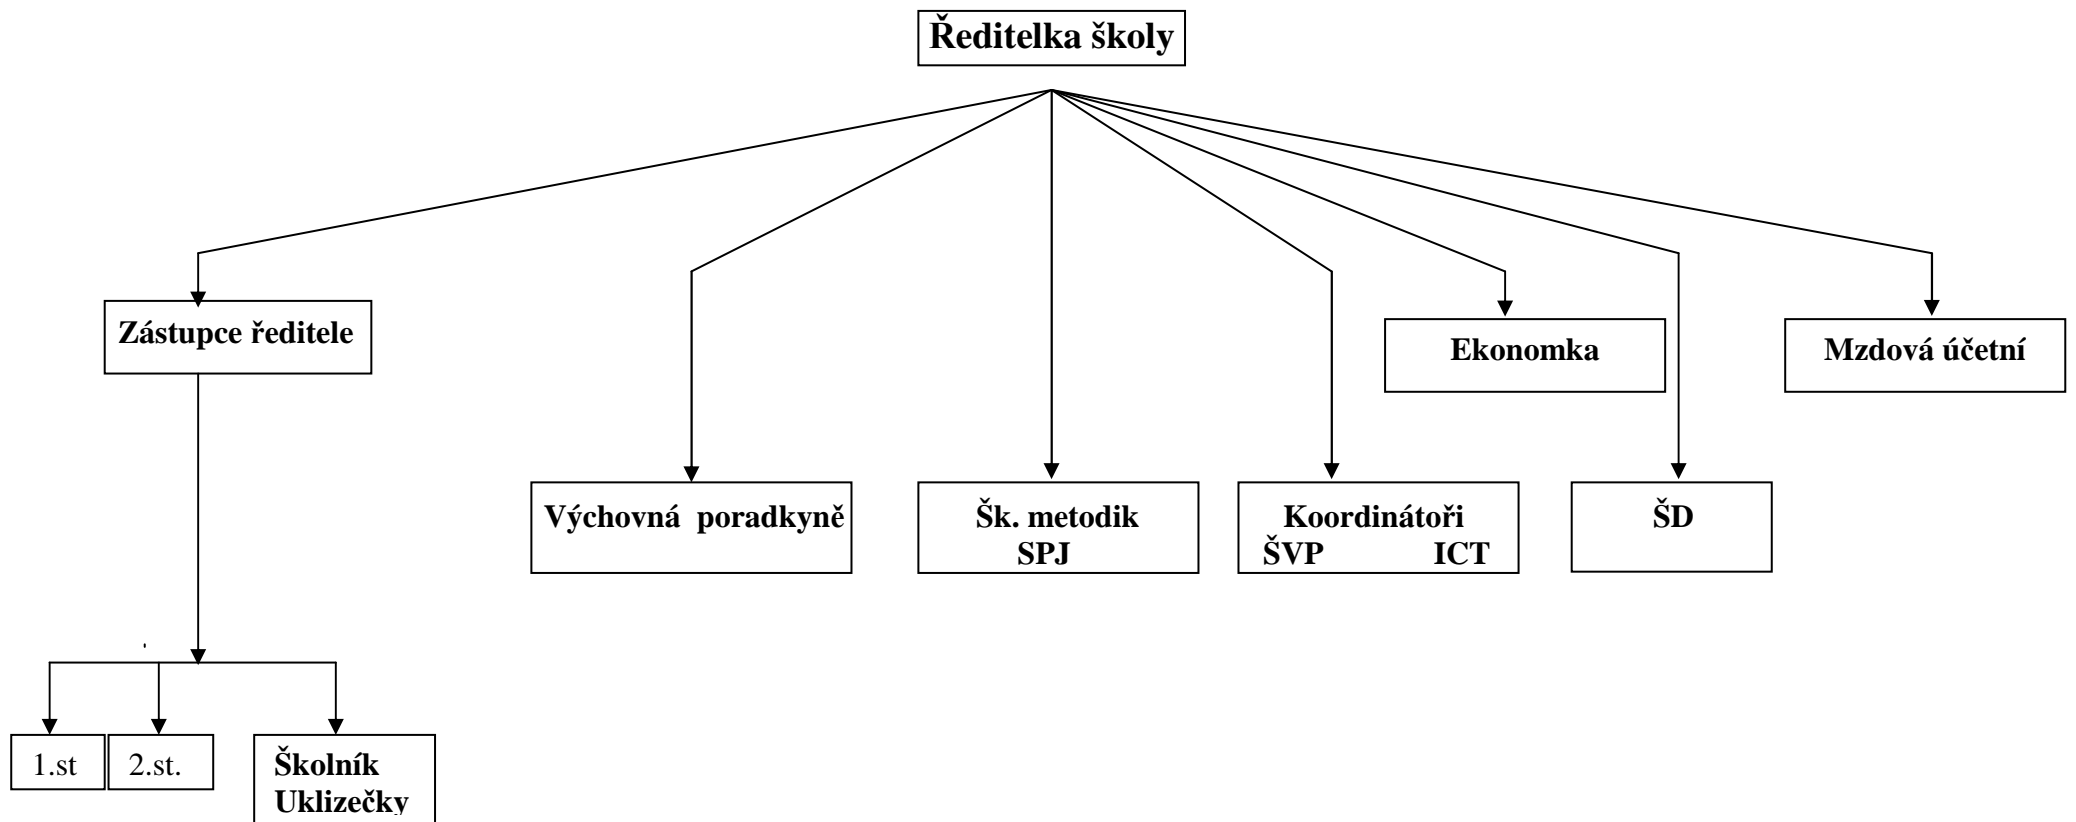 Ředitelka školy
Zástupce ředitele
Ekonomka
Mzdová účetní
Výchovná poradkyně
Šk. metodik
SPJ
Koordinátoři
ŠVP ICT
ŠD
1.st
2.st.
Školník
Uklizečky